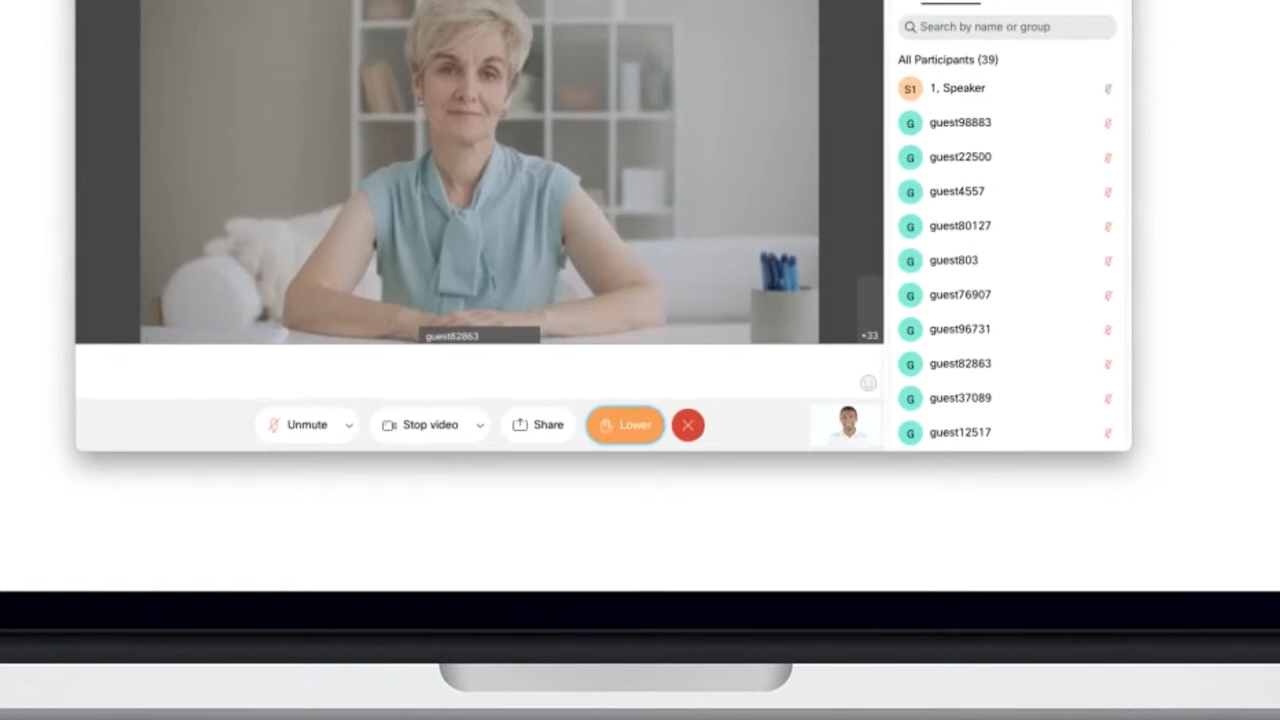 Search by name or group
All Participants (39)
S1 1, Speaker
G guest98883
G guest22500
G guest4557
G guest80127
G guest803
G guest76907
G guest96731
G guest82863
G guest37089
G guest12517
guest82863
+33
Unmute Stop video Share Lower